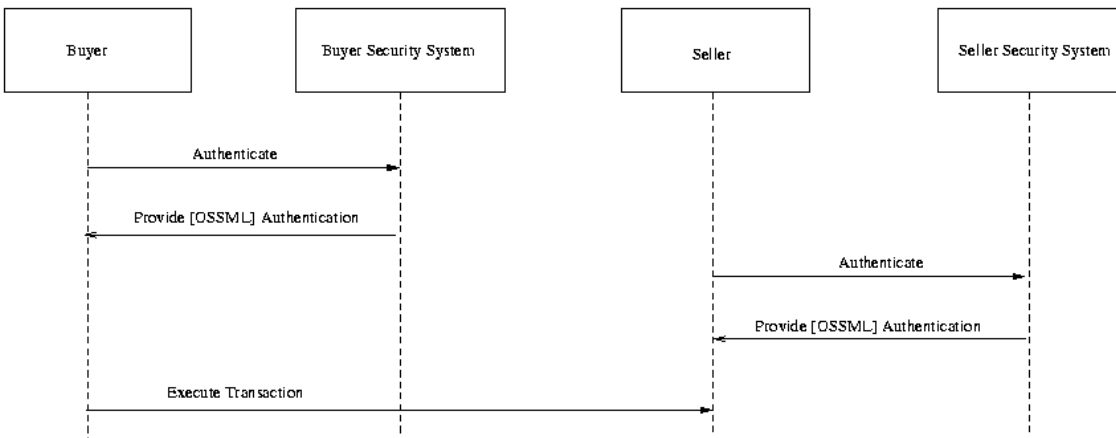 Buyer
Buyer Security System
Seller
Seller Security System
Authenticate
Provide [OSSML] Authentication
Authenticate
Provide [OSSML] Authentication
Execute Transaction